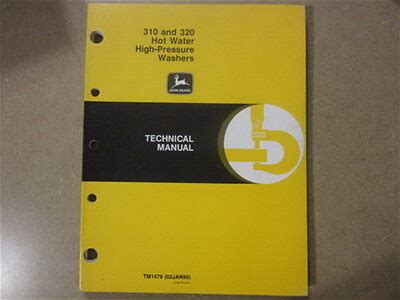 310 and 320
Hot Water
High-Pressure
Washers
JOHN DEERE
TECHNICAL
MANUAL
TM1479 (02JAN90)